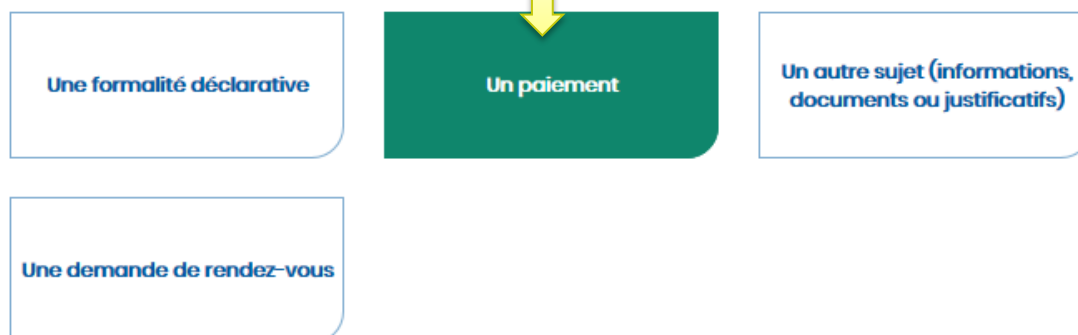 Une formalité déclarative
Un paiement
Un autre sujet (informations,
documents ou justificatifs)
Une demande de rendez-vous